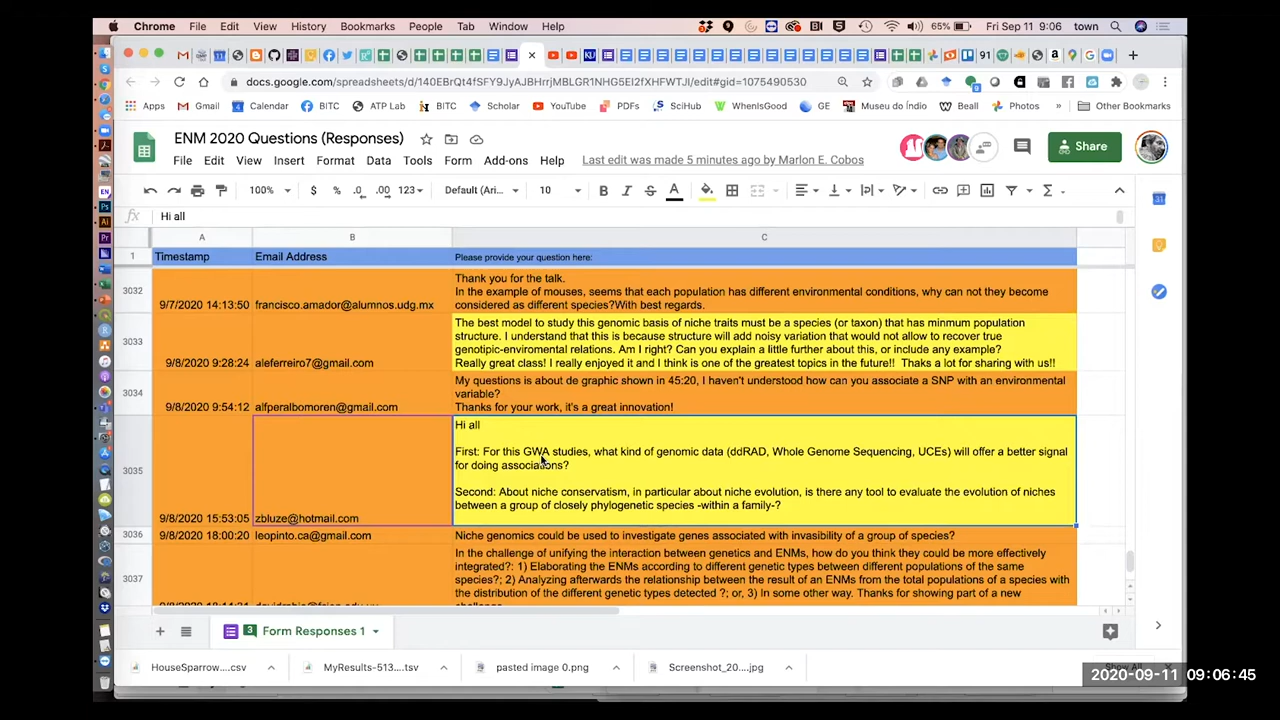 Chrome File Edit View History Bookmarks People Tab Window Help 65% Fri Sep 11 9:06 town
docs.google.com/spreadsheets/d/140EBrQt4fSFY9JyAJBHrrjMBLGR1NHG5EI2fXHFWTJI/edit#gid=1075490530
Apps Gmail Calendar BITC ATP Lab BITC Scholar YouTube PDFs SciHub WhenIsGood GE Museu do Índio Beall Photos » Other Bookmarks
ENM 2020 Questions (Responses)
Share
File Edit View Insert Format Data Tools Form Add-ons Help Last edit was made 5 minutes ago by Marlon E. Cobos
100% $ % .0 .00 123 Default (Ari... 10
fx Hi all
A B C
1 Timestamp Email Address Please provide your question here:
3032 9/7/2020 14:13:50 francisco.amador@alumnos.udg.mx
Thank you for the talk.
In the example of mouses, seems that each population has different environmental conditions, why can not they become
considered as different species?With best regards.
3033 9/8/2020 9:28:24 aleferreiro7@gmail.com
The best model to study this genomic basis of niche traits must be a species (or taxon) that has minmum population
structure. I understand that this is because structure will add noisy variation that would not allow to recover true
genotipic-enviromental relations. Am I right? Can you explain a little further about this, or include any example?
Really great class! I really enjoyed it and I think is one of the greatest topics in the future!! Thaks a lot for sharing with us!!
3034 9/8/2020 9:54:12 alfperalbomoren@gmail.com
My questions is about de graphic shown in 45:20, I haven't understood how can you associate a SNP with an environmental
variable?
Thanks for your work, it's a great innovation!
3035 9/8/2020 15:53:05 zbluze@hotmail.com
Hi all
First: For this GWA studies, what kind of genomic data (ddRAD, Whole Genome Sequencing, UCEs) will offer a better signal
for doing associations?
Second: About niche conservatism, in particular about niche evolution, is there any tool to evaluate the evolution of niches
between a group of closely phylogenetic species -within a family-?
3036 9/8/2020 18:00:20 leopinto.ca@gmail.com Niche genomics could be used to investigate genes associated with invasibility of a group of species?
3037
In the challenge of unifying the interaction between genetics and ENMs, how do you think they could be more effectively
integrated?: 1) Elaborating the ENMs according to different genetic types between different populations of the same
species?; 2) Analyzing afterwards the relationship between the result of an ENMs from the total populations of a species
with the distribution of the different genetic types detected ?; or, 3) In some other way. Thanks for showing part of a new
3 Form Responses 1
HouseSparrow....csv MyResults-513....tsv pasted image 0.png Screenshot_20....jpg Show All
2020-09-11 09:06:45